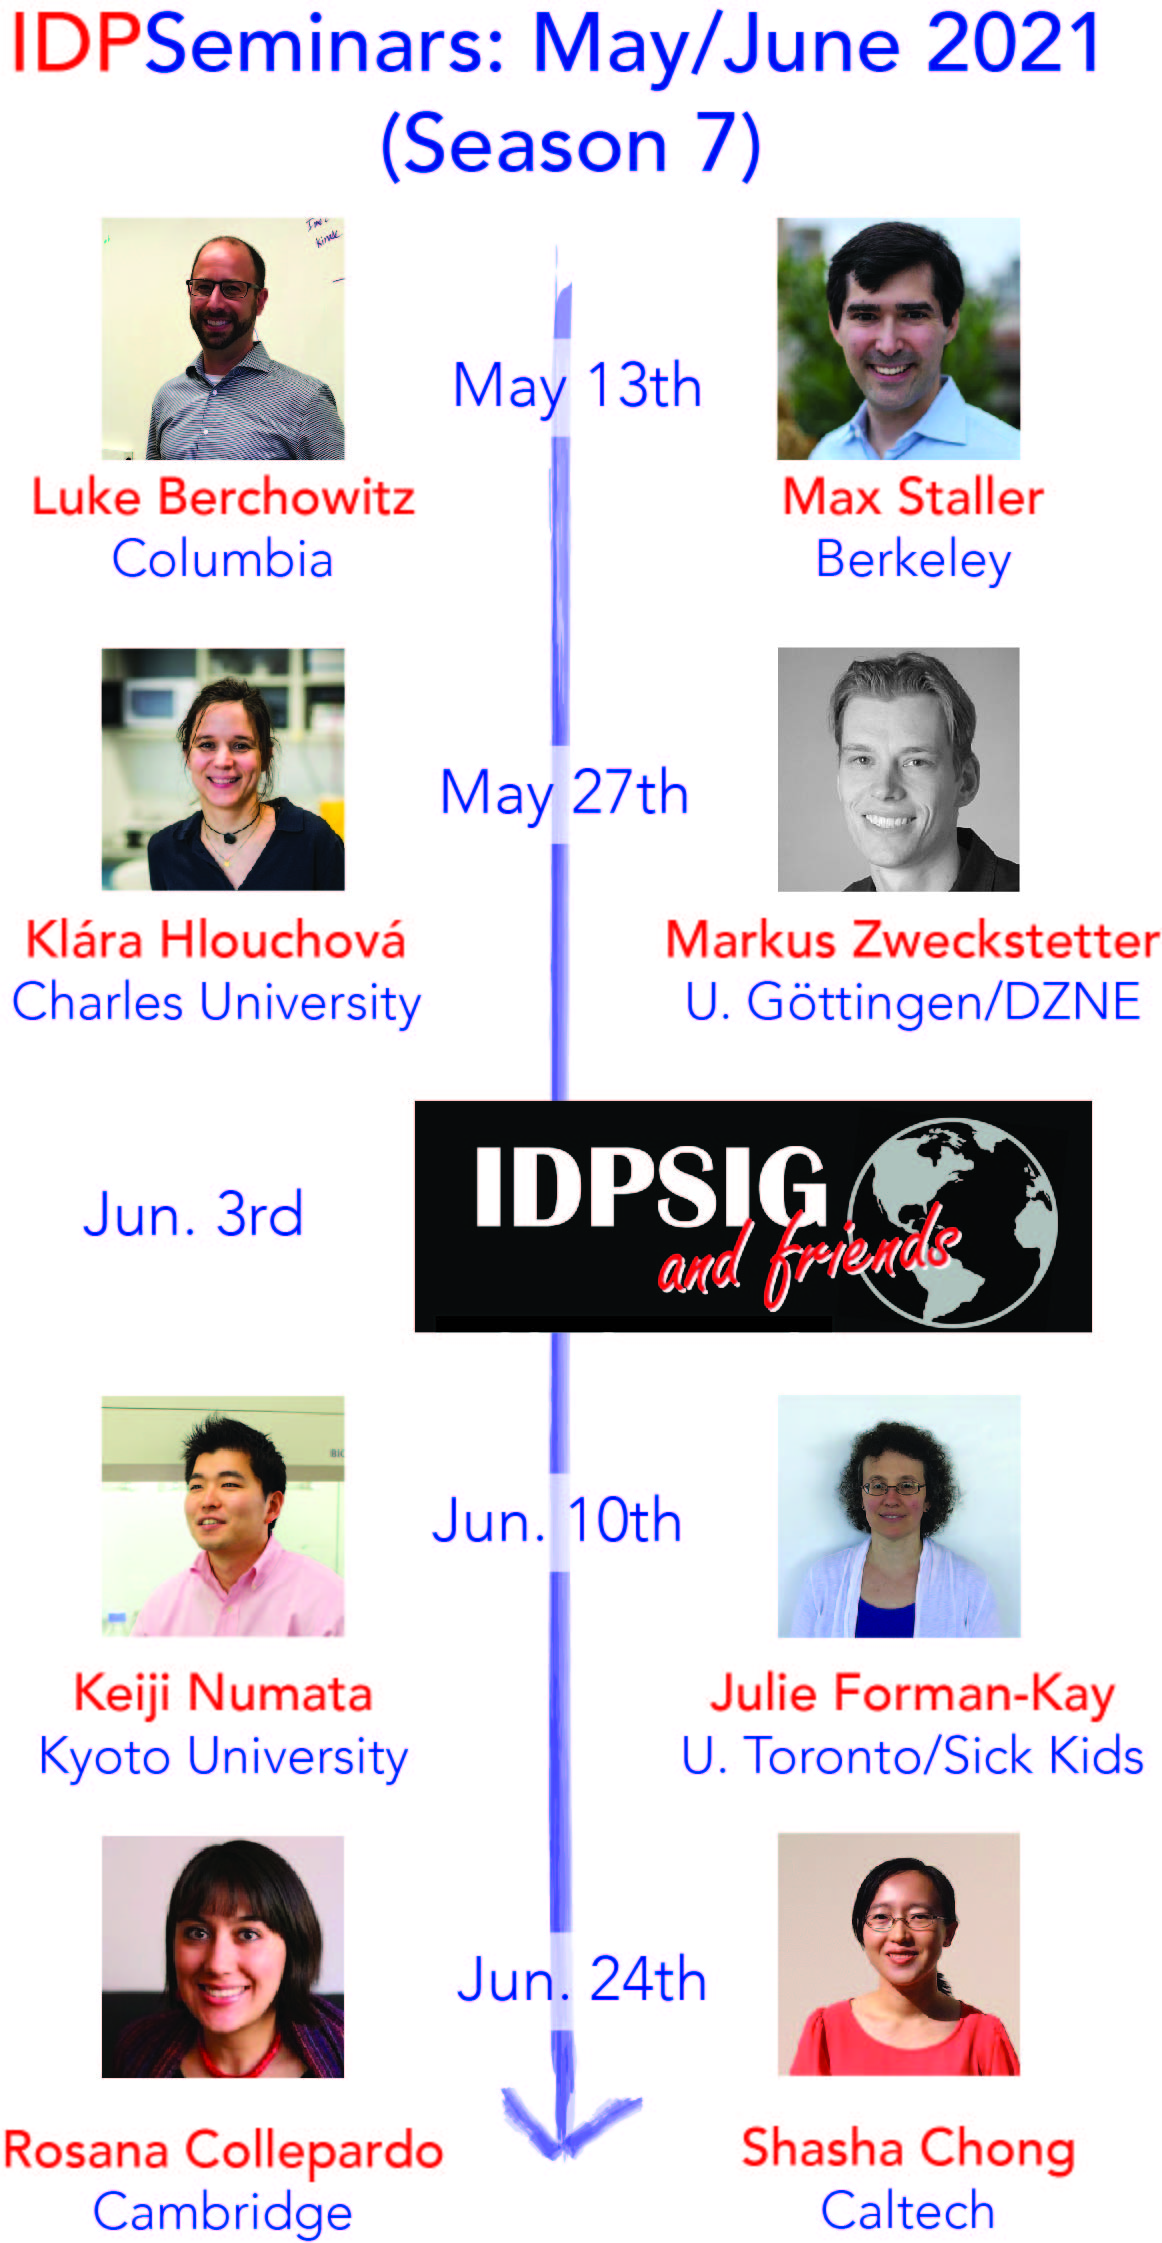 IDPSeminars: May/June 2021
(Season 7)
May 13th
Luke Berchowitz
Columbia
Max Staller
Berkeley
May 27th
Klára Hlouchová
Charles University
Markus Zweckstetter
U. Göttingen/DZNE
Jun. 3rd
IDPSIG
and friends
Jun. 10th
Keiji Numata
Kyoto University
Julie Forman-Kay
U. Toronto/Sick Kids
Jun. 24th
Rosana Collepardo
Cambridge
Shasha Chong
Caltech